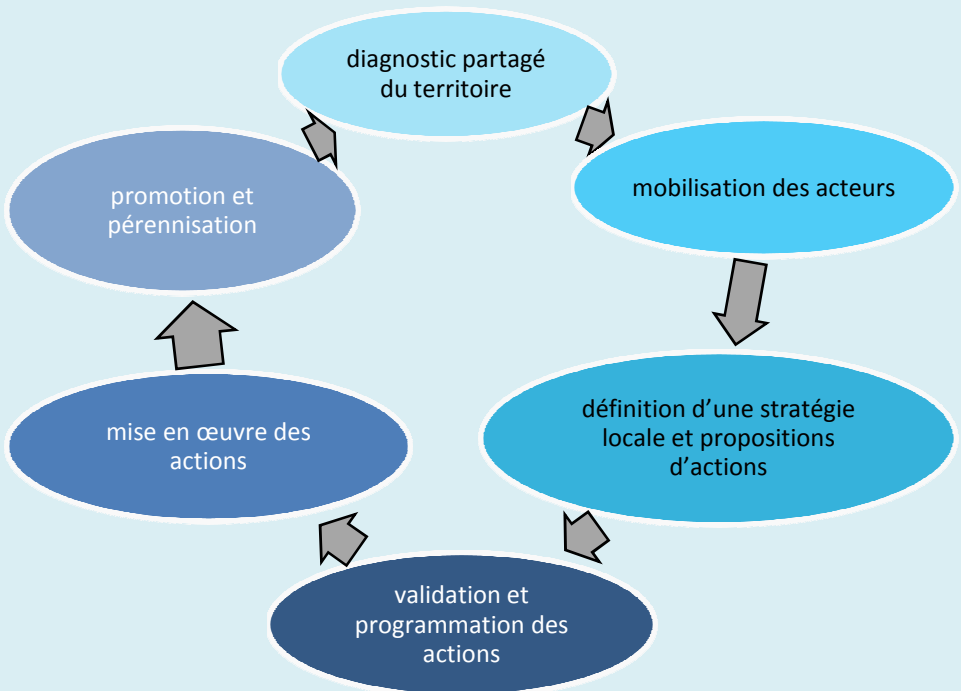 diagnostic partagé
du territoire
mobilisation des acteurs
définition d’une stratégie
locale et propositions
d’actions
validation et
programmation des
actions
mise en œuvre des
actions
promotion et
pérennisation